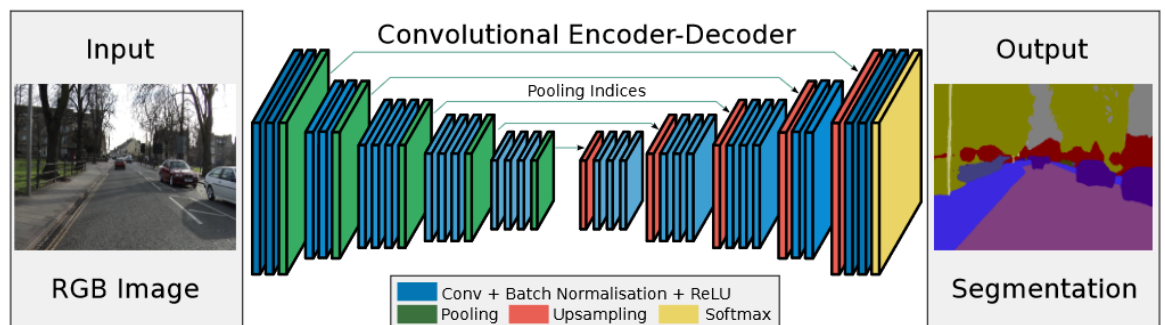 Input
RGB Image
Convolutional Encoder-Decoder
Pooling Indices
Conv + Batch Normalisation + ReLU
Pooling Upsampling Softmax
Output
Segmentation